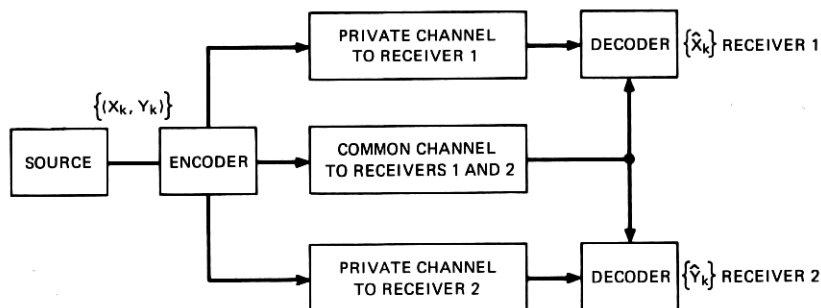 PRIVATE CHANNEL
TO RECEIVER 1
DECODER
{X̂k} RECEIVER 1
{(Xk, Yk)}
SOURCE
ENCODER
COMMON CHANNEL
TO RECEIVERS 1 AND 2
PRIVATE CHANNEL
TO RECEIVER 2
DECODER
{Ŷk} RECEIVER 2